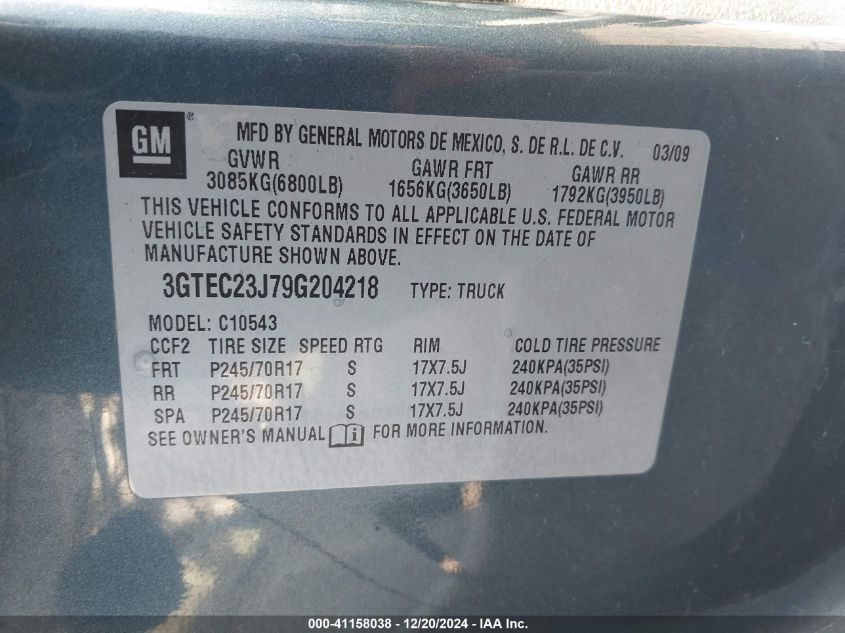 GM ® MFD BY GENERAL MOTORS DE MEXICO, S. DE R.L. DE C.V. 03/09
GVWR GAWR FRT GAWR RR
3085KG(6800LB) 1656KG(3650LB) 1792KG(3950LB)
THIS VEHICLE CONFORMS TO ALL APPLICABLE U.S. FEDERAL MOTOR
VEHICLE SAFETY STANDARDS IN EFFECT ON THE DATE OF
MANUFACTURE SHOWN ABOVE.
3GTEC23J79G204218 TYPE: TRUCK
MODEL: C10543
CCF2 TIRE SIZE SPEED RTG RIM COLD TIRE PRESSURE
FRT P245/70R17 S 17X7.5J 240KPA(35PSI)
RR P245/70R17 S 17X7.5J 240KPA(35PSI)
SPA P245/70R17 S 17X7.5J 240KPA(35PSI)
SEE OWNER'S MANUAL i FOR MORE INFORMATION.
000-41158038 - 12/20/2024 - IAA Inc.